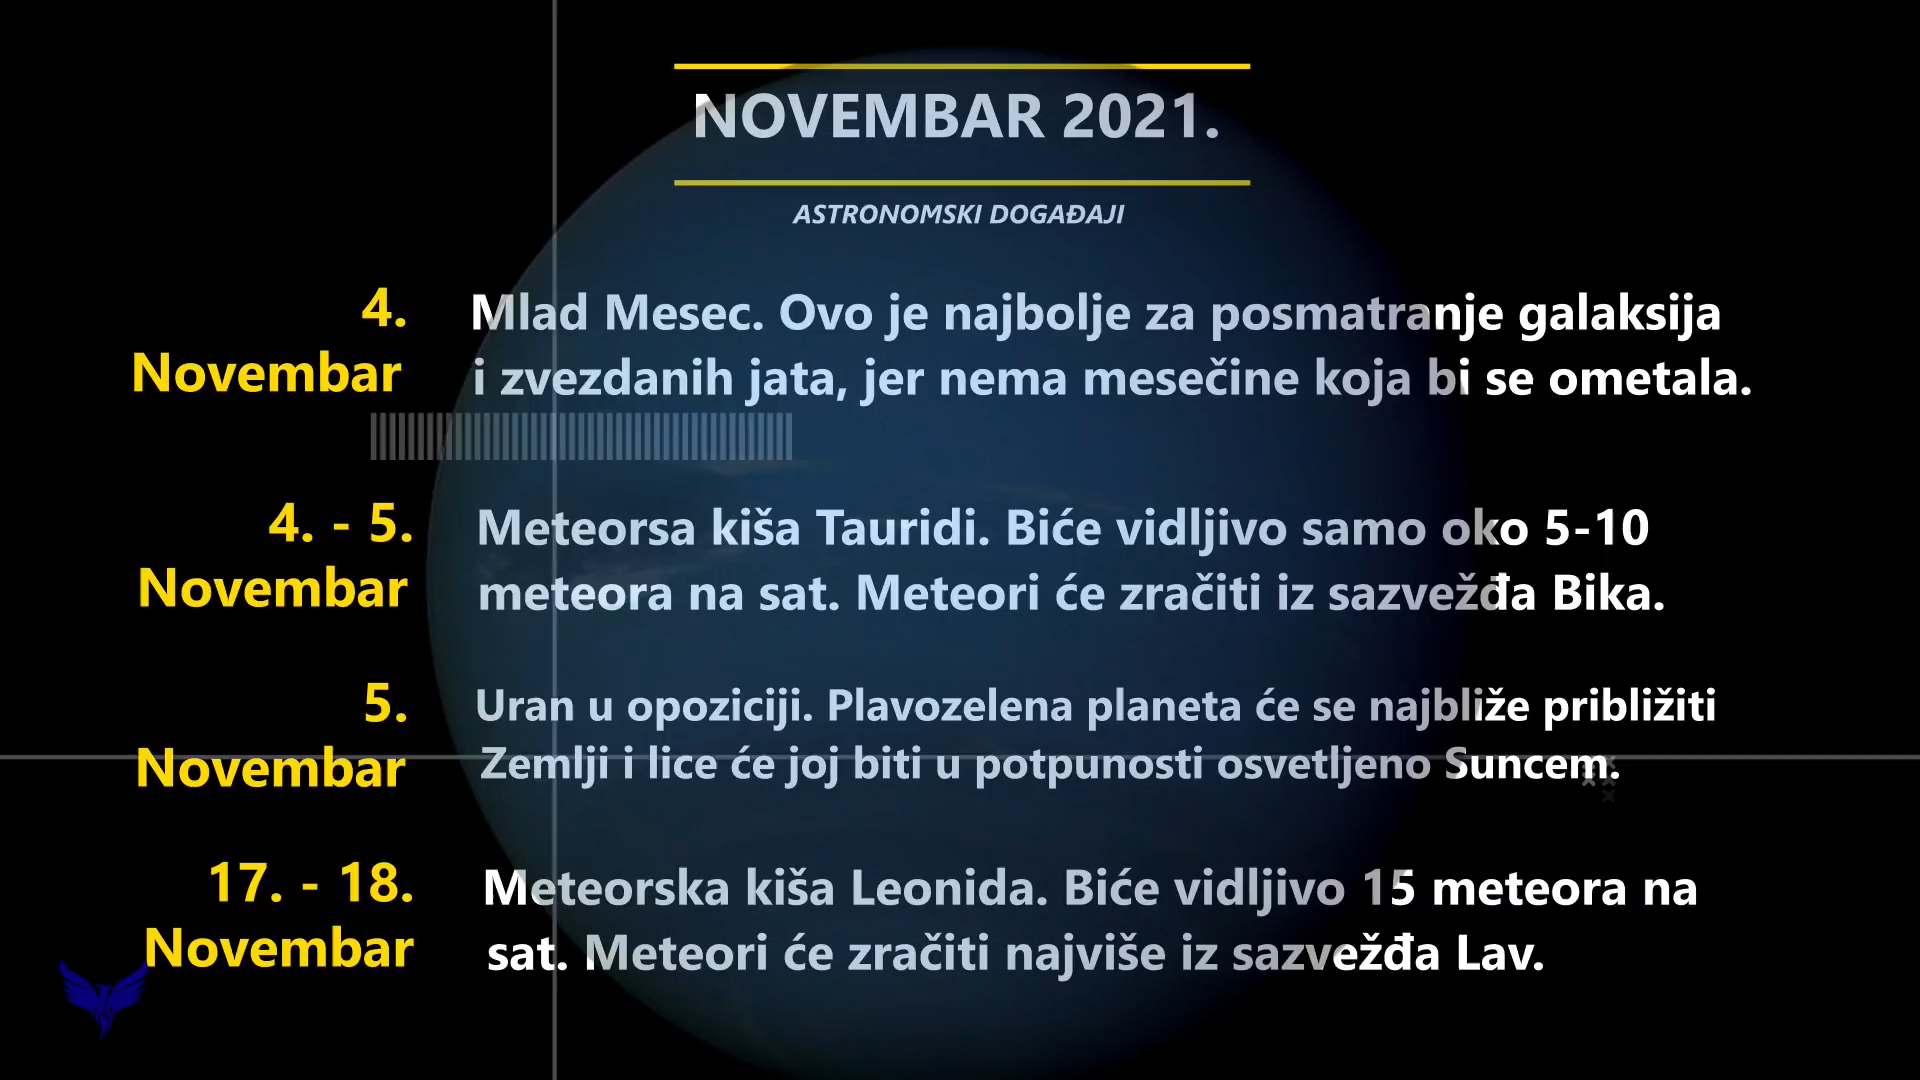 NOVEMBAR 2021.
ASTRONOMSKI DOGAĐAJI
4.
Novembar
Mlad Mesec. Ovo je najbolje za posmatranje galaksija
i zvezdanih jata, jer nema mesečine koja bi se ometala.
4. - 5.
Novembar
Meteorsa kiša Tauridi. Biće vidljivo samo oko 5-10
meteora na sat. Meteori će zračiti iz sazvežđa Bika.
5.
Novembar
Uran u opoziciji. Plavozelena planeta će se najbliže približiti
Zemlji i lice će joj biti u potpunosti osvetljeno Suncem.
17. - 18.
Novembar
Meteorska kiša Leonida. Biće vidljivo 15 meteora na
sat. Meteori će zračiti najviše iz sazvežđa Lav.